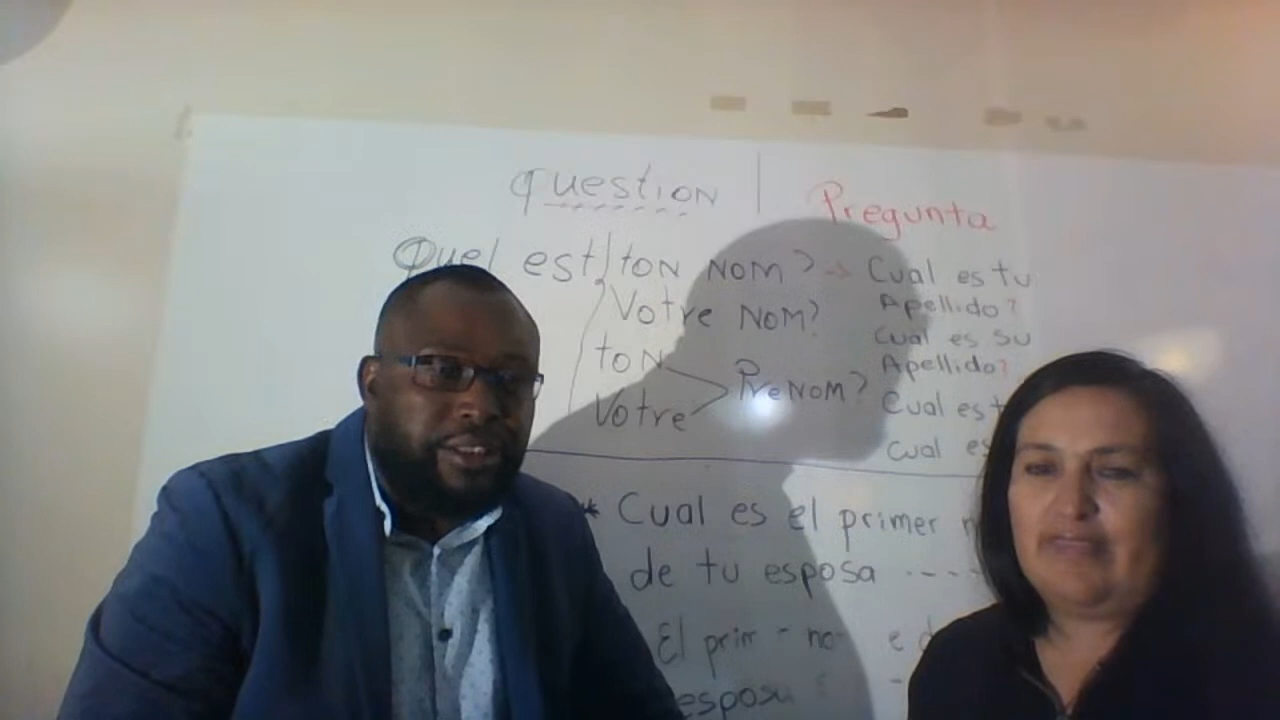 question | Pregunta
Quel est ton NOM? → Cual es tu
Votre NOM? Apellido?
Cual es su
toN Apellido?
PreNOM? Cual es t
Votre Cual es
* Cual es el primer n
de tu esposa ----
El prim - no- e d
esposa